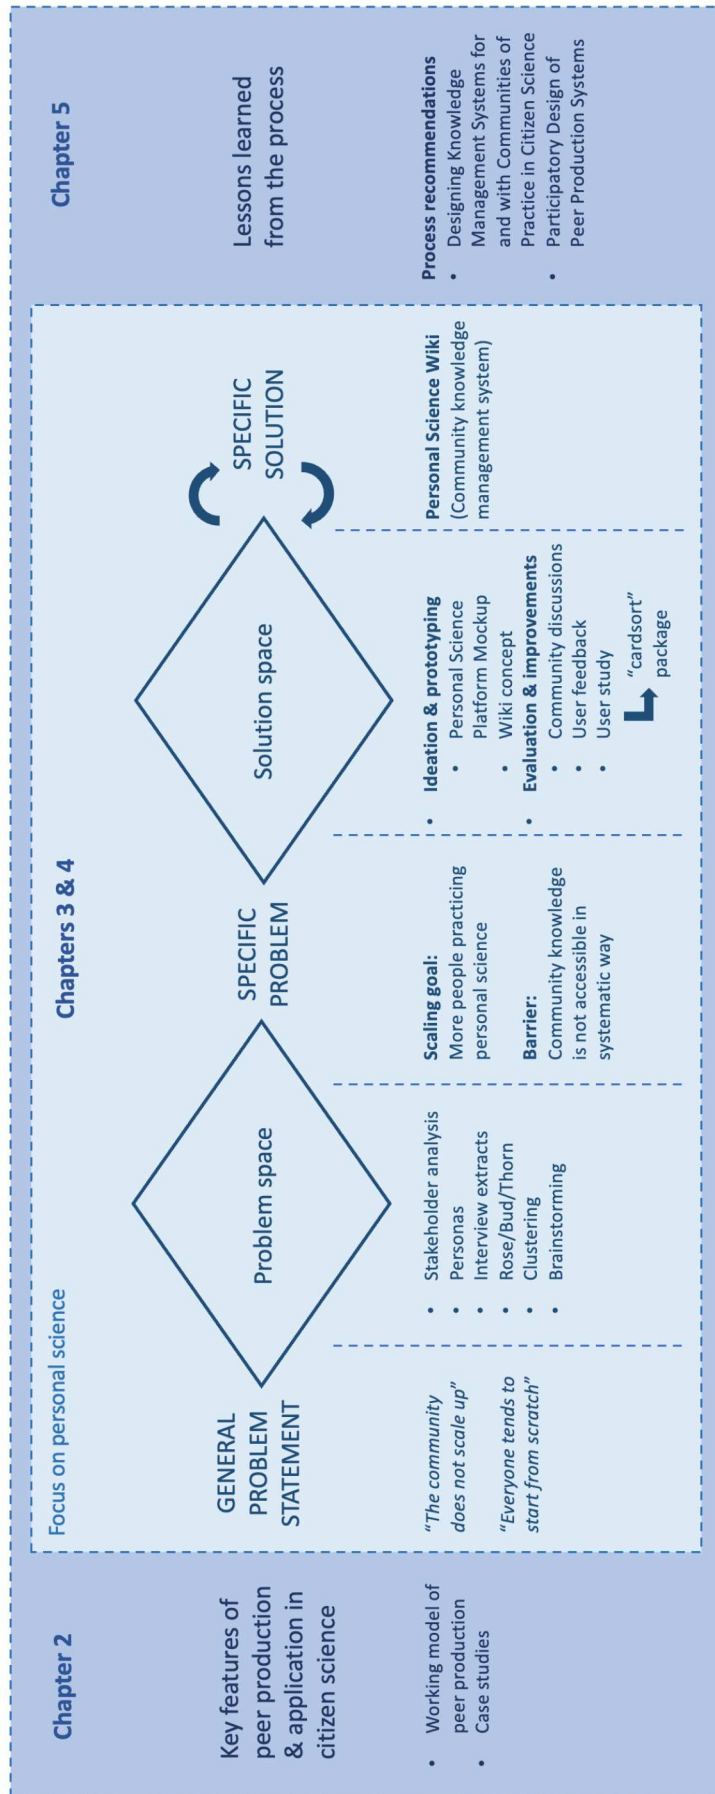 Chapter 2
Key features of
peer production
& application in
citizen science
• Working model of
peer production
• Case studies
Focus on personal science
Chapters 3 & 4
GENERAL
PROBLEM
STATEMENT
“The community
does not scale up”
“Everyone tends to
start from scratch”
Problem space
• Stakeholder analysis
• Personas
• Interview extracts
• Rose/Bud/Thorn
• Clustering
• Brainstorming
SPECIFIC
PROBLEM
Scaling goal:
More people practicing
personal science
Barrier:
Community knowledge
is not accessible in
systematic way
Solution space
• Ideation & prototyping
• Personal Science
Platform Mockup
• Wiki concept
• Evaluation & improvements
• Community discussions
• User feedback
• User study
“cardsort”
package
SPECIFIC
SOLUTION
Personal Science Wiki
(Community knowledge
management system)
Chapter 5
Lessons learned
from the process
Process recommendations
• Designing Knowledge
Management Systems for
and with Communities of
Practice in Citizen Science
• Participatory Design of
Peer Production Systems